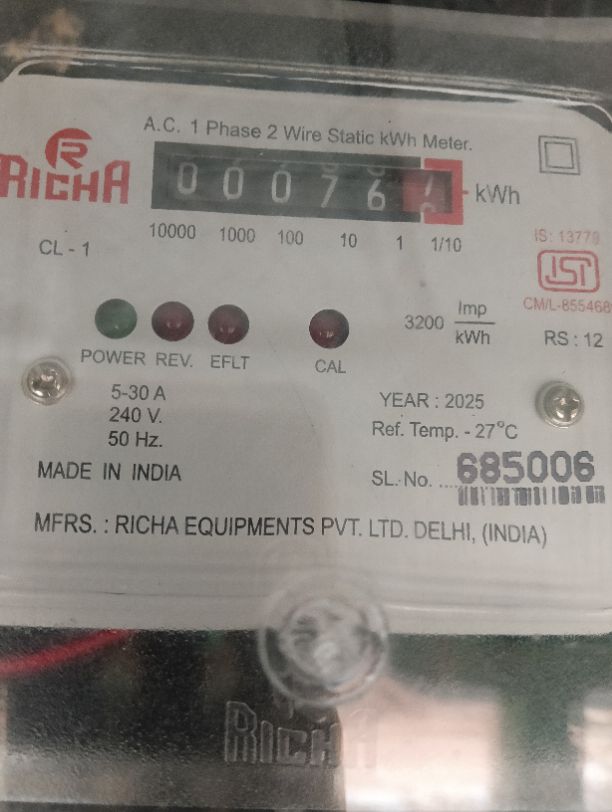 A.C. 1 Phase 2 Wire Static kWh Meter.
R
RICHA
0 0 0 7 6 kWh
10000 1000 100 10 1 1/10
CL - 1
IS: 13779
ISI
CM/L-855468
3200 Imp/kWh
RS : 12
POWER REV. EFLT CAL
5-30 A
240 V.
50 Hz.
YEAR : 2025
Ref. Temp. - 27°C
MADE IN INDIA
SL. No. ....685006
MFRS. : RICHA EQUIPMENTS PVT. LTD. DELHI, (INDIA)
RICHA